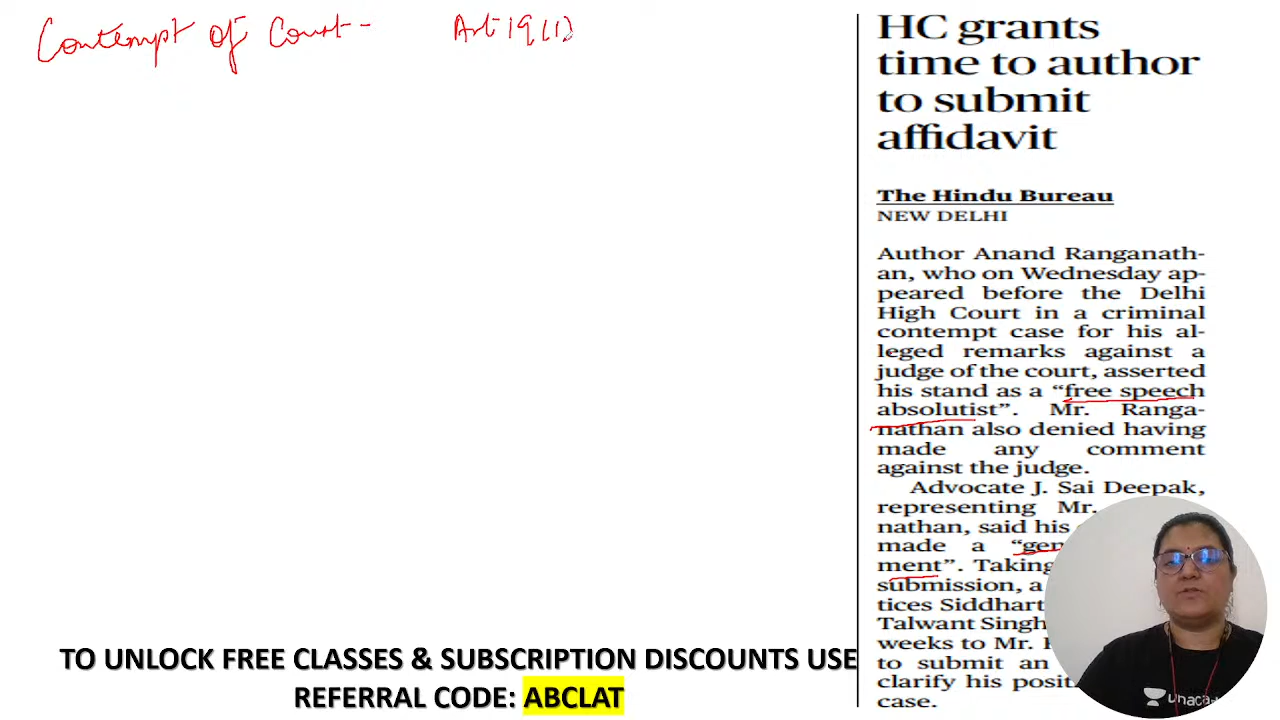 Contempt of Court - Art 19(1)
HC grants
time to author
to submit
affidavit
The Hindu Bureau
NEW DELHI
Author Anand Ranganath-
an, who on Wednesday ap-
peared before the Delhi
High Court in a criminal
contempt case for his al-
leged remarks against a
judge of the court, asserted
his stand as a “free speech
absolutist”. Mr. Ranga-
nathan also denied having
made any comment
against the judge.
Advocate J. Sai Deepak,
representing Mr.
nathan, said his
made a
ment”. Taking
submission, a
tices
Talwant Singh
weeks to Mr.
to submit an
clarify his
case.
TO UNLOCK FREE CLASSES & SUBSCRIPTION DISCOUNTS USE
REFERRAL CODE: ABCLAT